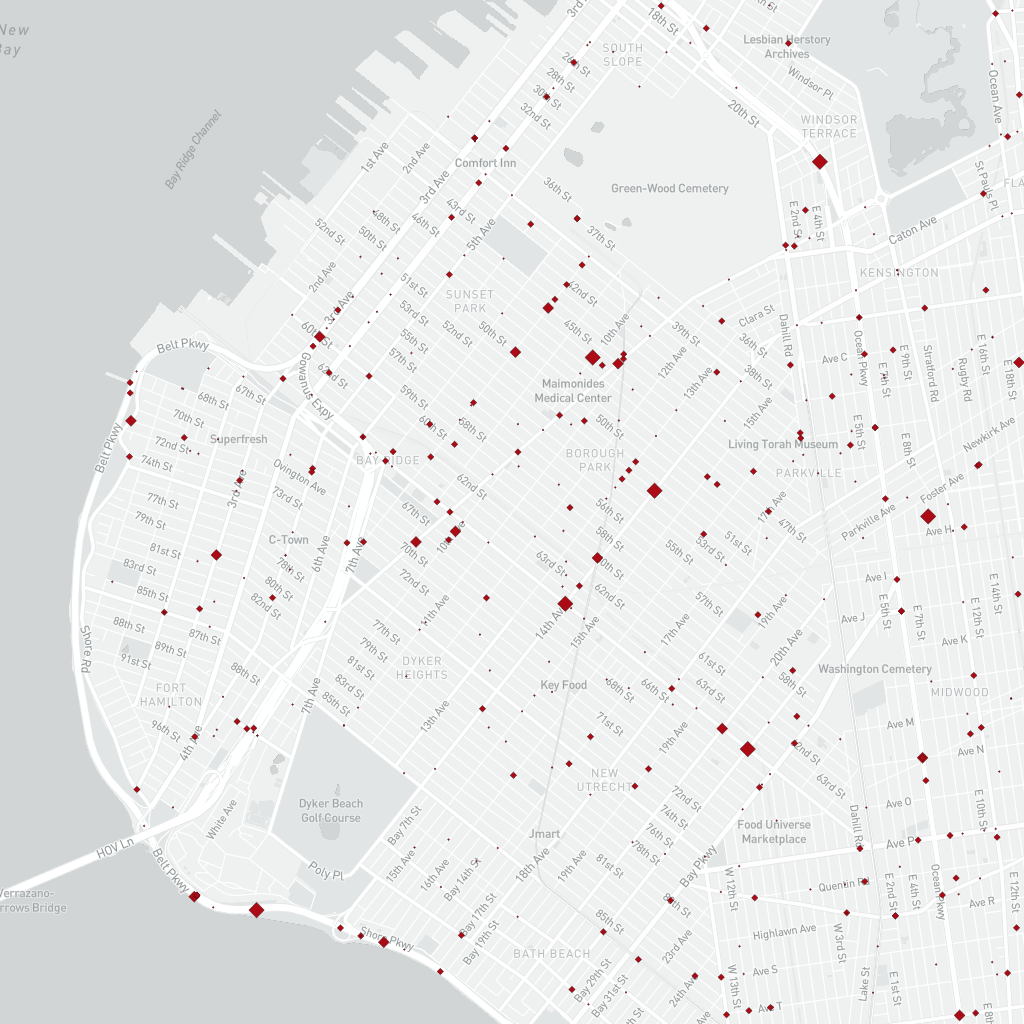 New
Bay
Bay Ridge Channel
3rd
18th St
SOUTH
SLOPE
Lesbian Herstory
Archives
Windsor Pl
WINDSOR
TERRACE
Ocean Ave
26th St
28th St
30th St
32nd St
20th St
1st Ave
2nd Ave
3rd Ave
Comfort Inn
36th St
37th St
Green-Wood Cemetery
E 2nd St
E 4th St
St Pauls Pl
FLA
Caton Ave
KENSINGTON
43rd St
46th St
48th St
50th St
52nd St
5th Ave
2nd Ave
3rd Ave
51st St
53rd St
55th St
57th St
59th St
60th St
SUNSET
PARK
52nd St
50th St
42nd St
45th St
10th Ave
39th St
12th Ave
13th Ave
Clara St
36th St
38th St
15th Ave
Dahill Rd
Ocean Pkwy
Ave C
E 7th St
E 9th St
Stratford Rd
Rugby Rd
E 16th St
E 18th St
Belt Pkwy
60th St
62nd St
Gowanus Expy
67th St
68th St
70th St
72nd St
74th St
Superfresh
Belt Pkwy
Maimonides
Medical Center
50th St
58th St
BOROUGH
PARK
Living Torah Museum
PARKVILLE
E 5th St
E 8th St
Newkirk Ave
Foster Ave
Parkville Ave
Ave H
BAY RIDGE
Ovington Ave
3rd Ave
73rd St
77th St
79th St
81st St
83rd St
85th St
88th St
91st St
96th St
62nd St
67th St
70th St
72nd St
C-Town
6th Ave
7th Ave
78th St
80th St
82nd St
87th St
88th St
56th St
58th St
60th St
62nd St
63rd St
55th St
53rd St
51st St
47th St
17th Ave
57th St
14th Ave
15th Ave
17th Ave
19th Ave
20th Ave
11th Ave
Ave I
Ave J
Ave K
E 5th St
E 7th St
E 12th St
E 14th St
Shore Rd
FORT
HAMILTON
4th Ave
7th Ave
77th St
79th St
81st St
83rd St
85th St
DYKER
HEIGHTS
13th Ave
Key Food
61st St
63rd St
66th St
68th St
71st St
58th St
Washington Cemetery
MIDWOOD
Ave M
Ave N
Ave O
Ave P
19th Ave
62nd St
63rd St
NEW
UTRECHT
72nd St
76th St
78th St
81st St
Dahill Rd
E 10th St
White Ave
Dyker Beach
Golf Course
Bay 7th St
15th Ave
16th Ave
Bay 14th St
Jmart
18th Ave
19th Ave
Food Universe
Marketplace
Bay Pkwy
HOV Ln
Verrazano-
Narrows Bridge
Belt Pkwy
Poly Pl
Shore Pkwy
Bay 17th St
Bay 19th St
BATH BEACH
85th St
Bay 29th St
Bay 31st St
23rd Ave
24th Ave
W 12th St
W 13th St
Quentin Rd
Highlawn Ave
Ave R
Ave S
Ave T
W 3rd St
Lake St
E 1st St
E 2nd St
E 4th St
Ocean Pkwy
E 8th